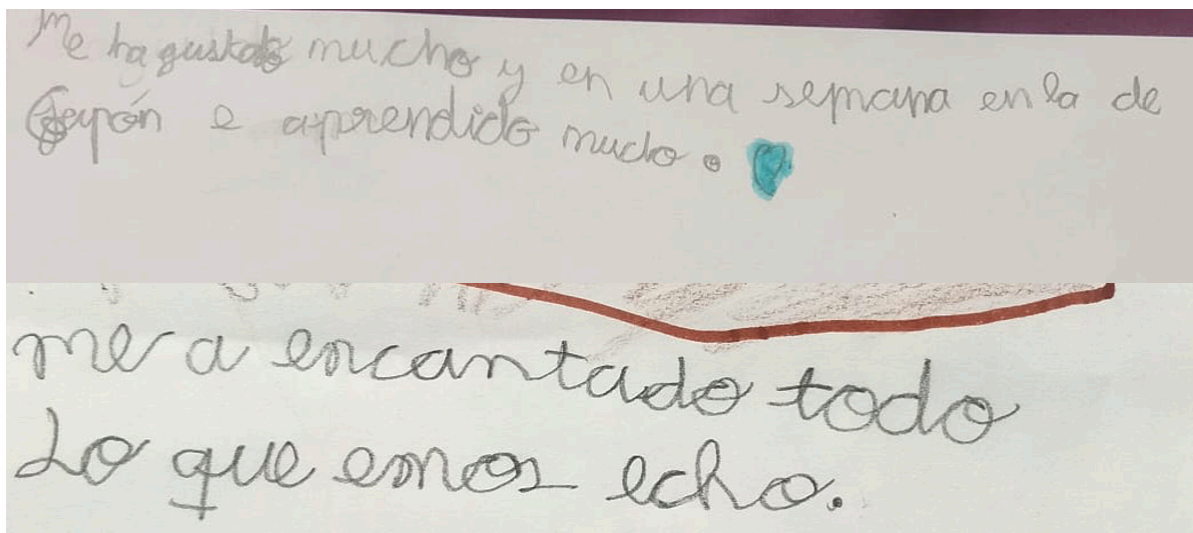 Me ha gustado mucho y en una semana en la de
Japón e aprendido mucho.
me a encantado todo
Lo que emos echo.